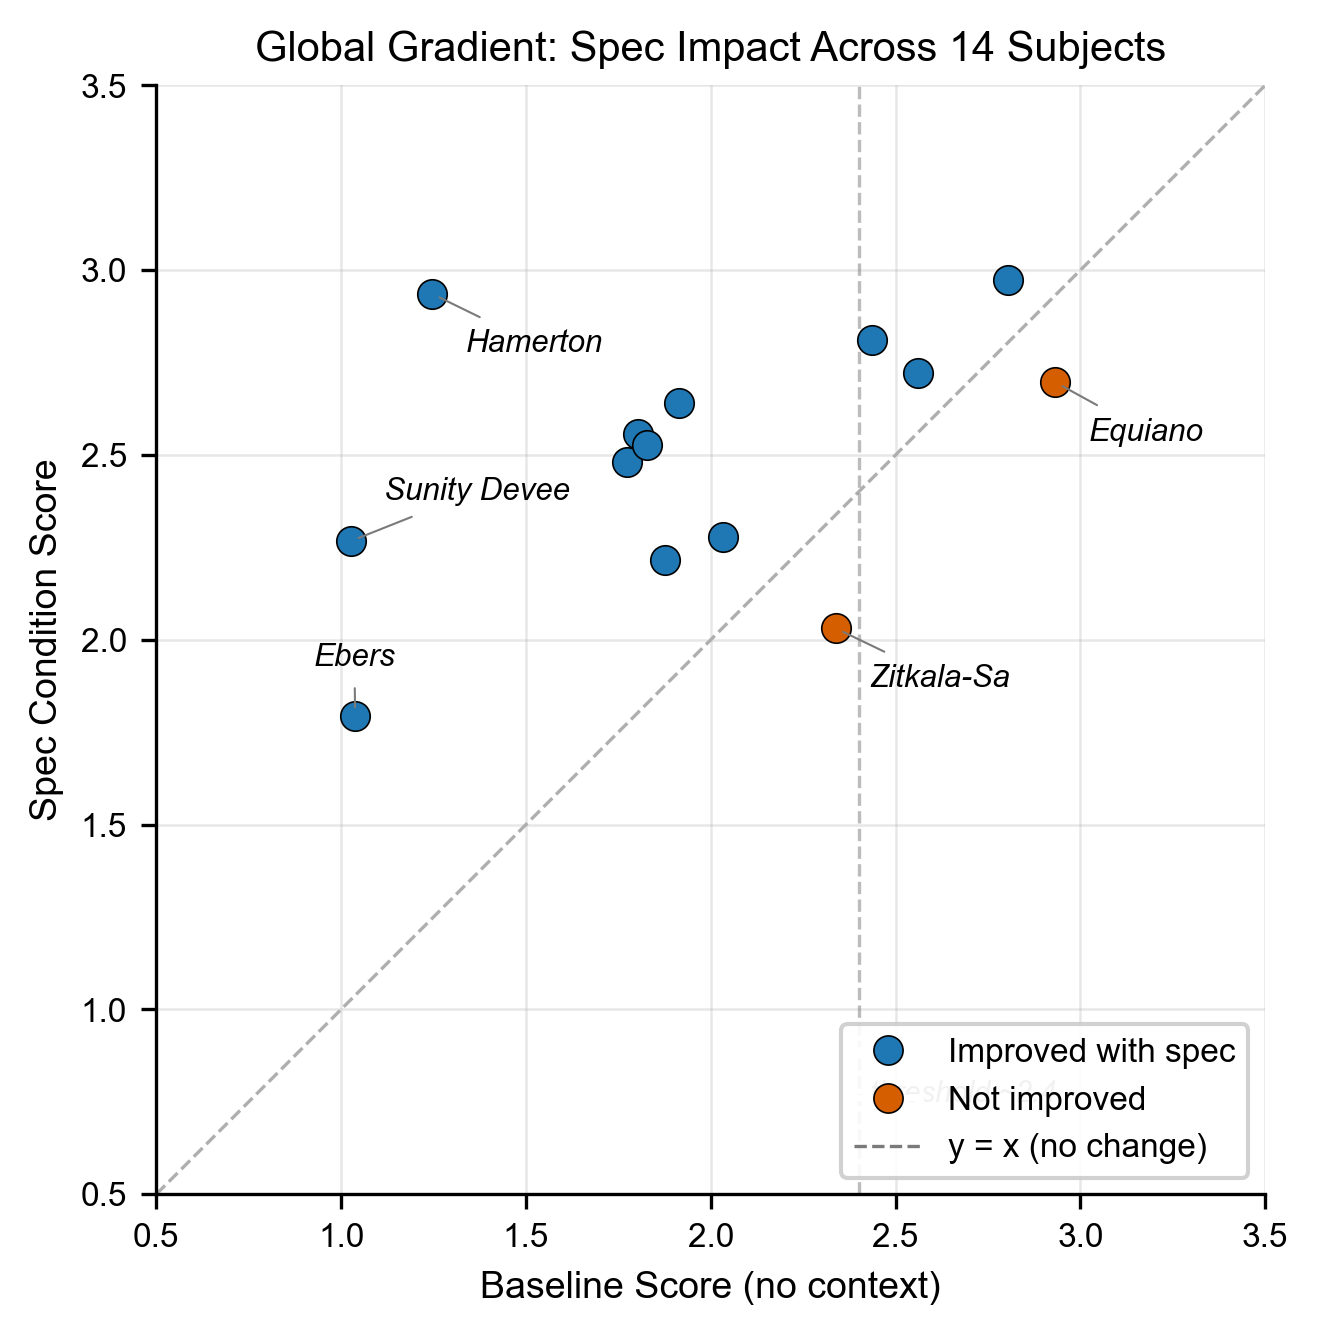 Global Gradient: Spec Impact Across 14 Subjects
3.5
3.0
2.5
2.0
1.5
1.0
0.5
Spec Condition Score
Hamerton
Sunity Devee
Ebers
Equiano
Zitkala-Sa
Improved with spec
Not improved
y = x (no change)
0.5 1.0 1.5 2.0 2.5 3.0 3.5
Baseline Score (no context)